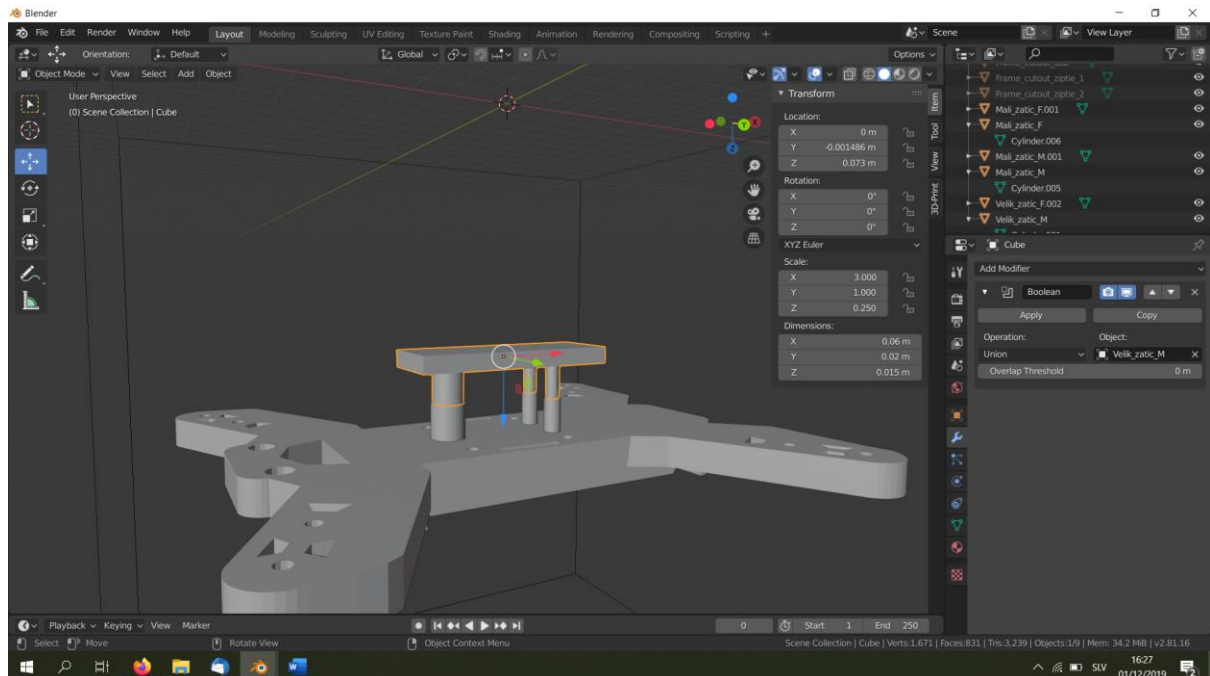 Blender
File Edit Render Window Help Layout Modeling Sculpting UV Editing Texture Paint Shading Animation Rendering Compositing Scripting + Scene View Layer
Orientation: Default Global Options
Object Mode View Select Add Object
User Perspective
(0) Scene Collection | Cube
Transform
Location:
X 0 m
Y -0.001486 m
Z 0.073 m
Rotation:
X 0°
Y 0°
Z 0°
XYZ Euler
Scale:
X 3.000
Y 1.000
Z 0.250
Dimensions:
X 0.06 m
Y 0.02 m
Z 0.015 m
Item
Tool
View
3D-Print
X
Y
Z
Frame_cutout_ziptie_1
Frame_cutout_ziptie_2
Mali_zatic_F.001
Mali_zatic_F
Cylinder.006
Mali_zatic_M.001
Mali_zatic_M
Cylinder.005
Velik_zatic_F.002
Velik_zatic_M
Cube
Add Modifier
Boolean
Apply Copy
Operation: Object:
Union Velik_zatic_M
Overlap Threshold 0 m
Playback Keying View Marker 0 Start 1 End 250
Select Move Rotate View Object Context Menu Scene Collection | Cube | Verts:1,671 | Faces:831 | Tris:3,239 | Objects:1/9 | Mem: 34.2 MiB | v2.81.16
SLV
16:27
01/12/2019